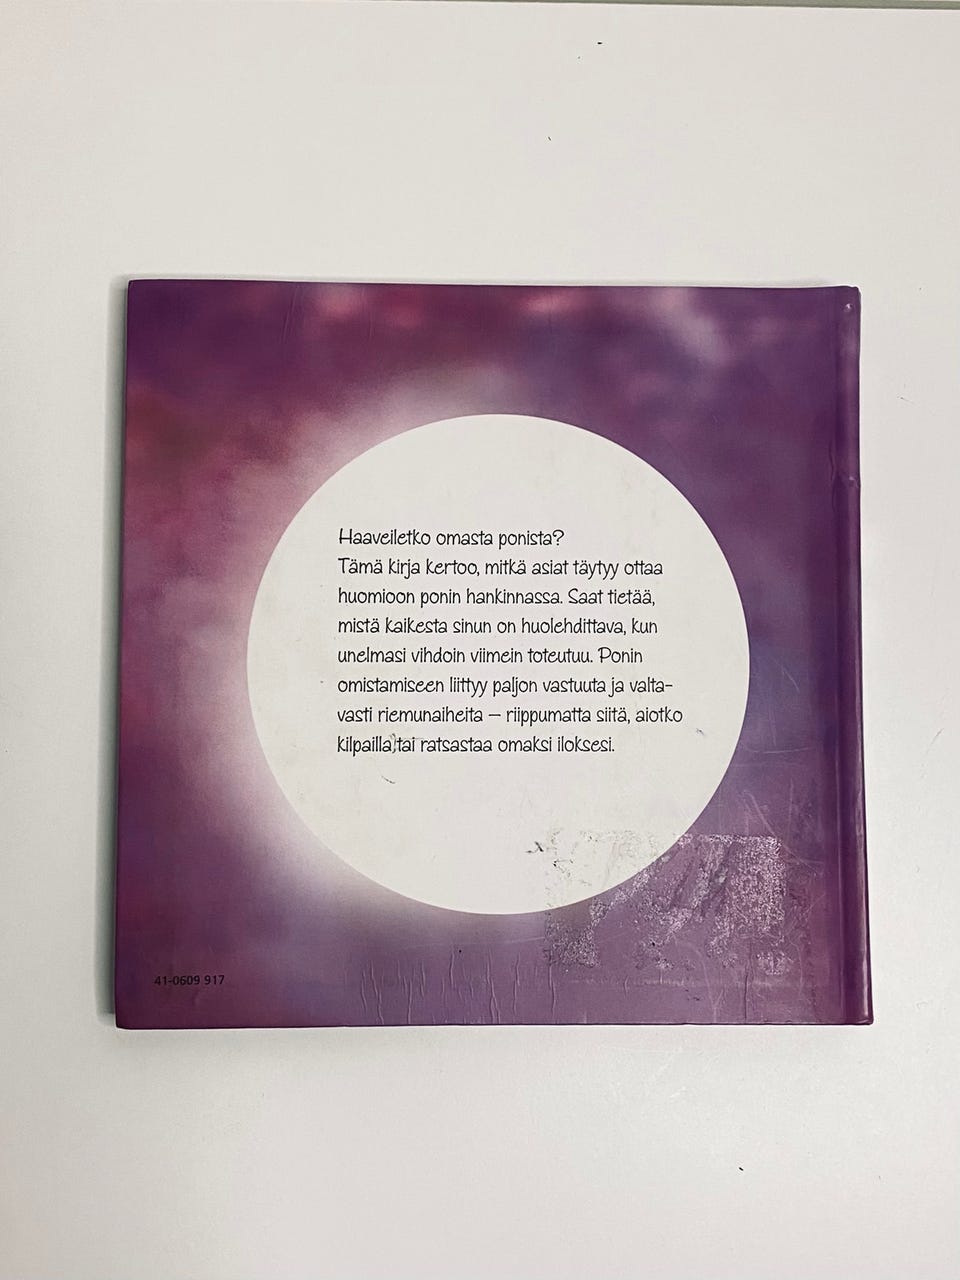 Haaveiletko omasta ponista?
Tämä kirja kertoo, mitkä asiat täytyy ottaa
huomioon ponin hankinnassa. Saat tietää,
mistä kaikesta sinun on huolehdittava, kun
unelmasi vihdoin viimein toteutuu. Ponin
omistamiseen liittyy paljon vastuuta ja valta-
vasti riemunaiheita – riippumatta siitä, aiotko
kilpailla tai ratsastaa omaksi iloksesi.
41-0609 917